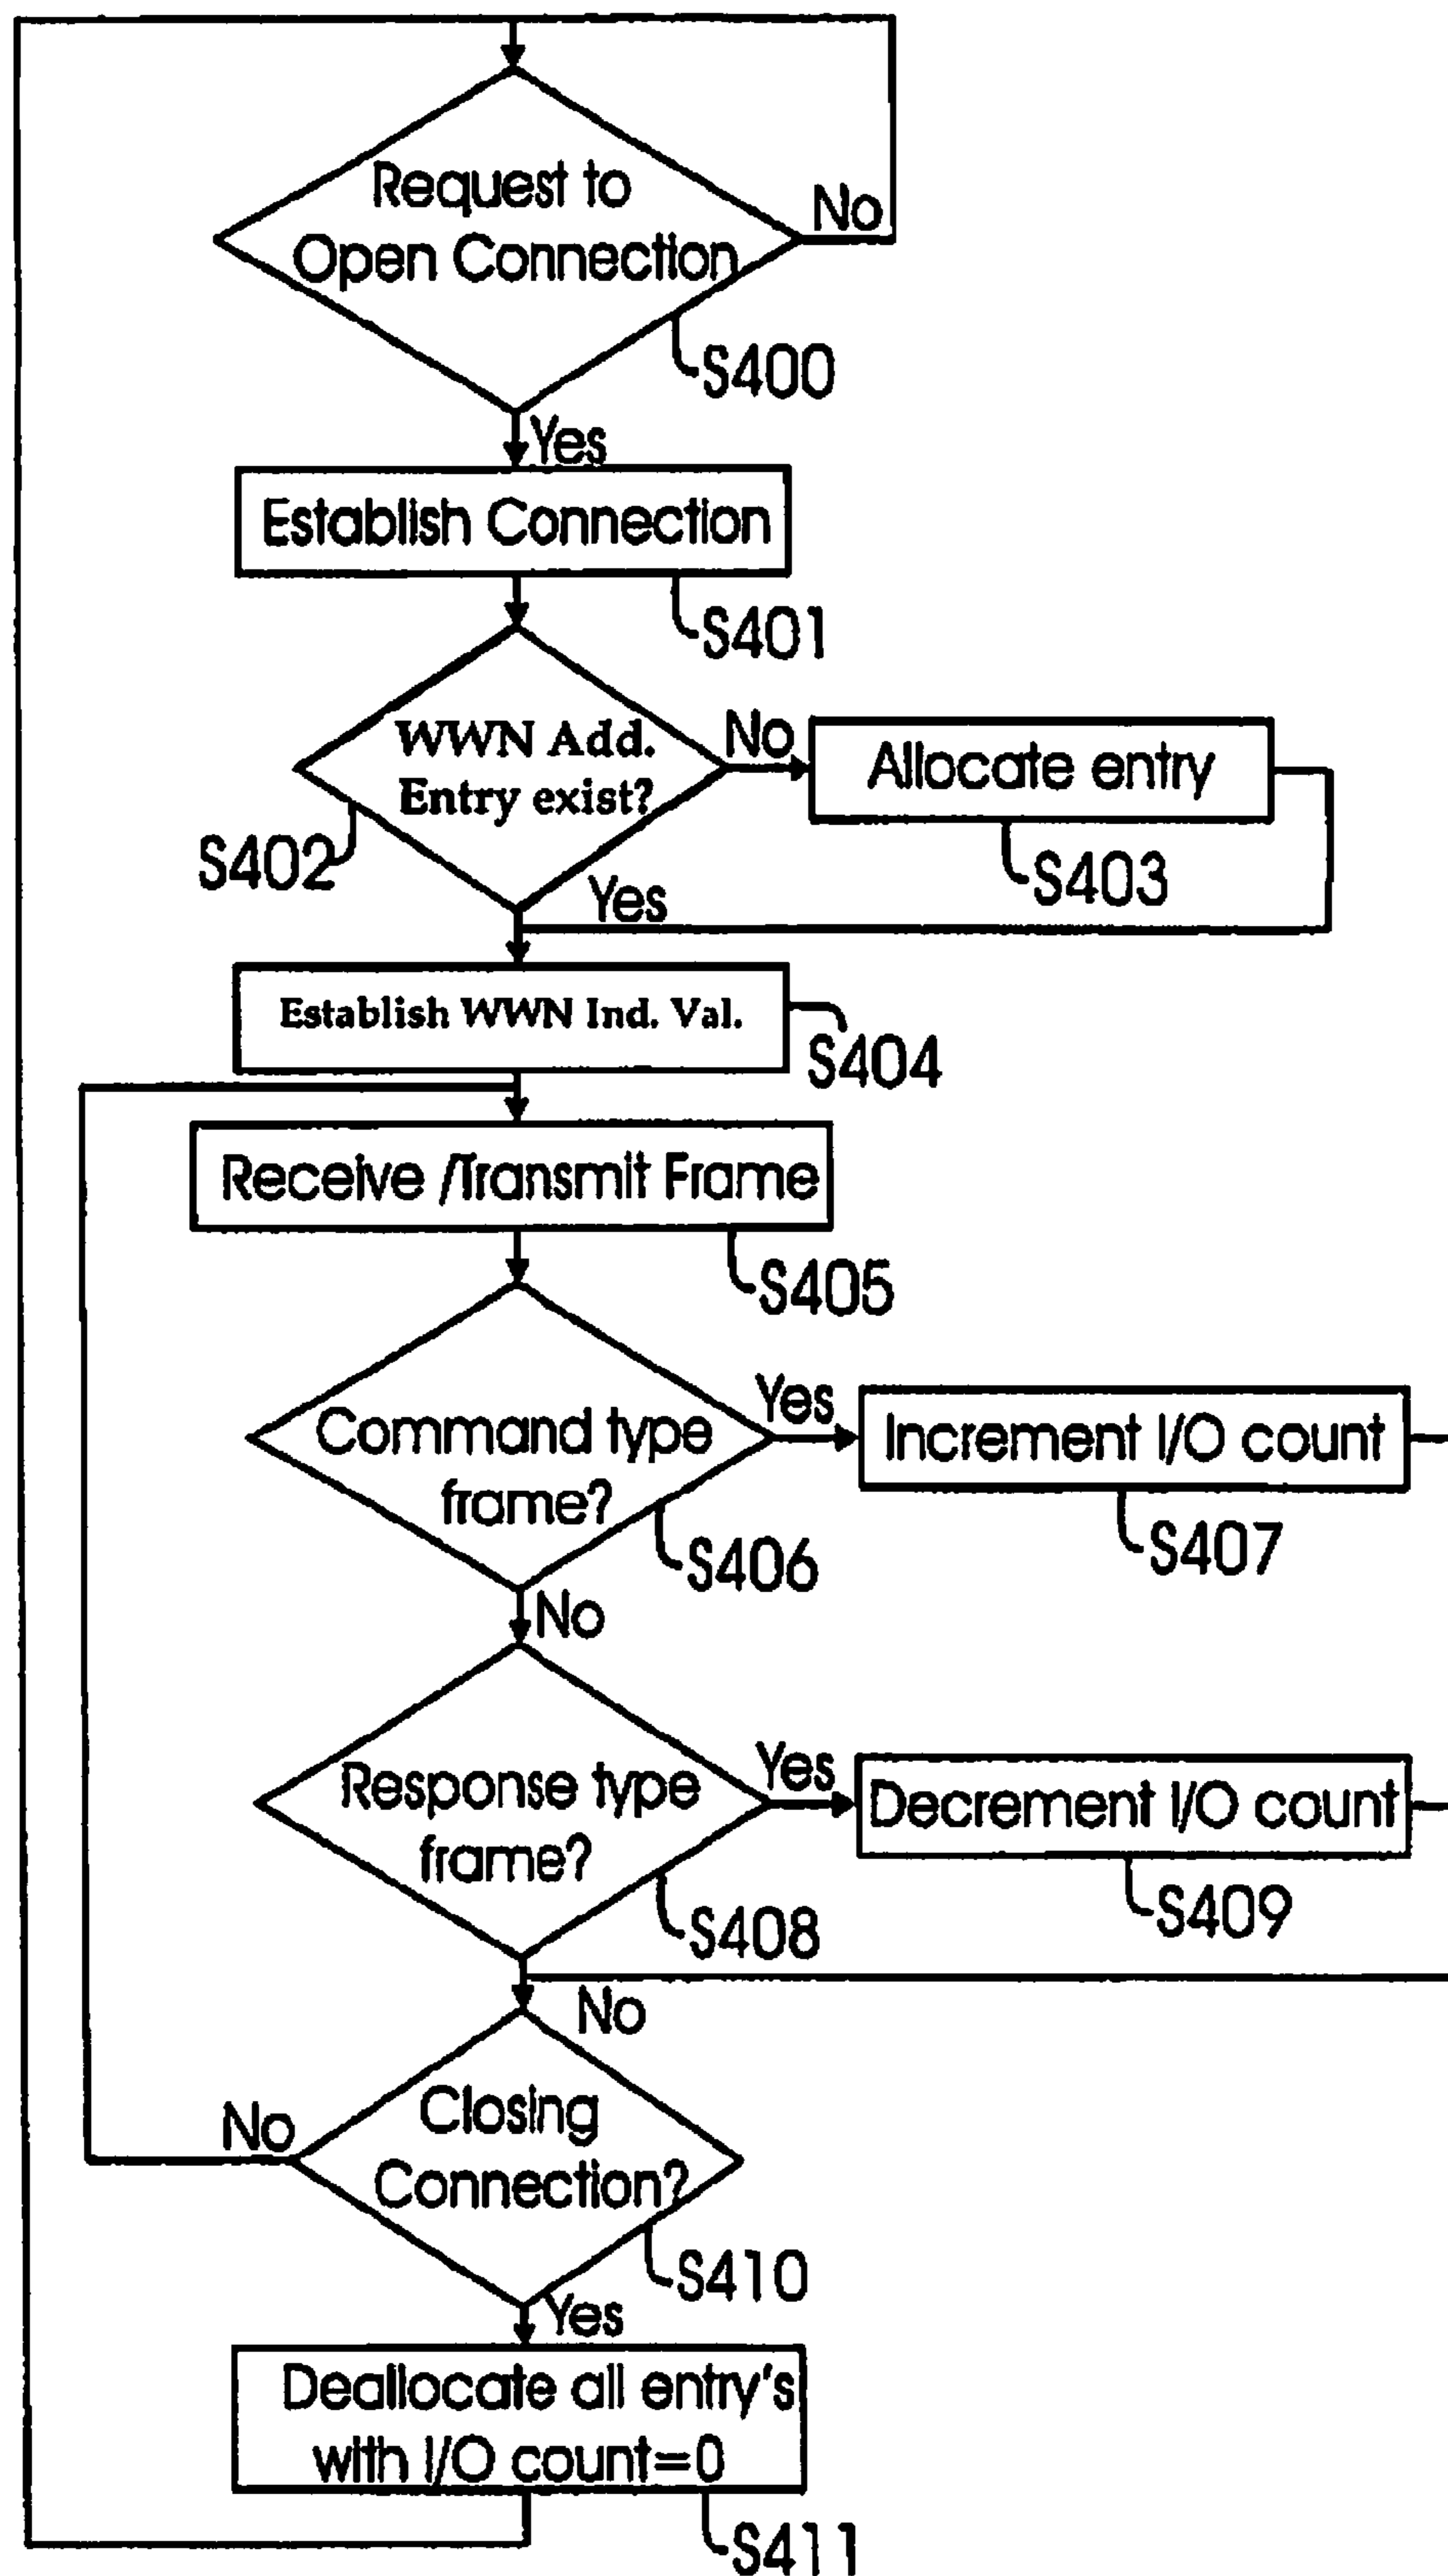 Request to
Open Connection
No
S400
Yes
Establish Connection
S401
WWN Add.
Entry exist?
No
Allocate entry
S402
Yes
S403
Establish WWN Ind. Val.
S404
Receive /Transmit Frame
S405
Command type
frame?
Yes
Increment I/O count
S406
S407
No
Response type
frame?
Yes
Decrement I/O count
S408
S409
No
Closing
Connection?
No
S410
Yes
Deallocate all entry's
with I/O count=0
S411